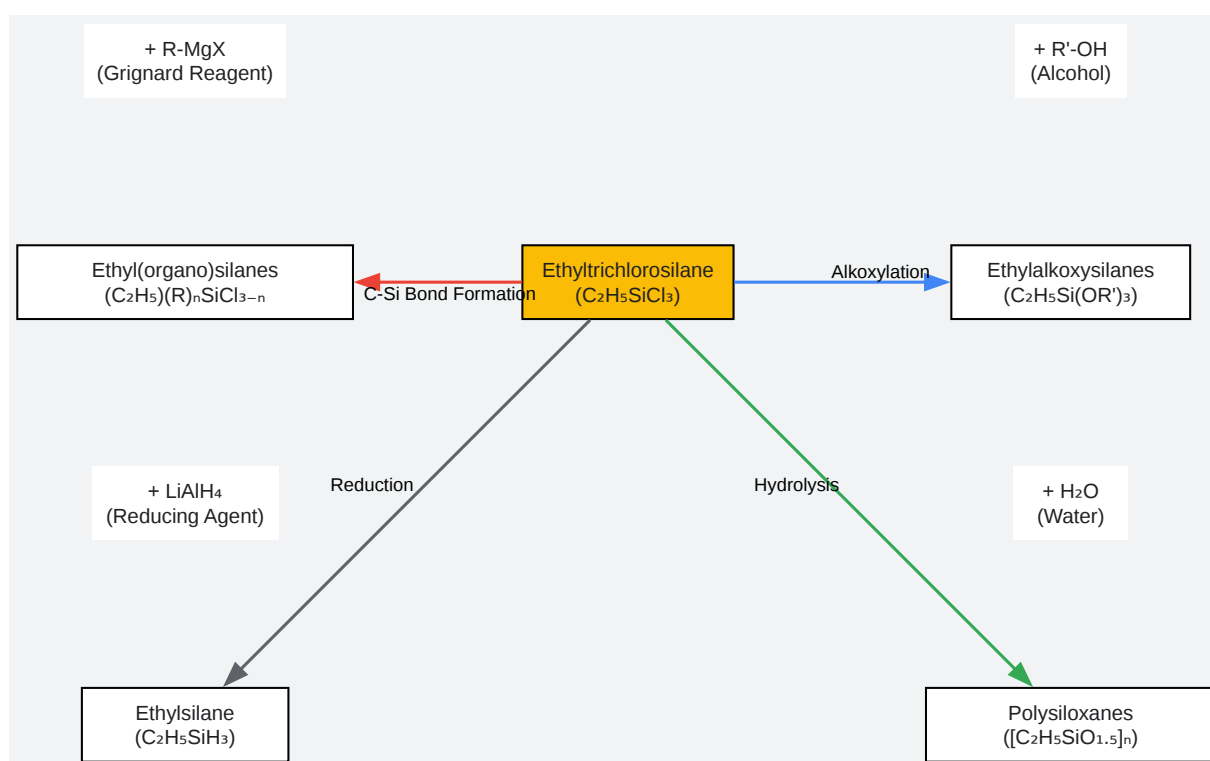 + R-MgX
(Grignard Reagent)
+ R'-OH
(Alcohol)
Ethyl(organo)silanes
(C₂H₅)(R)ₙSiCl₃₋ₙ
C-Si Bond Formation
Ethyltrichlorosilane
(C₂H₅SiCl₃)
Alkoxylation
Ethylalkoxysilanes
(C₂H₅Si(OR')₃)
+ LiAlH₄
(Reducing Agent)
Reduction
Hydrolysis
+ H₂O
(Water)
Ethylsilane
(C₂H₅SiH₃)
Polysiloxanes
([C₂H₅SiO₁.₅]ₙ)